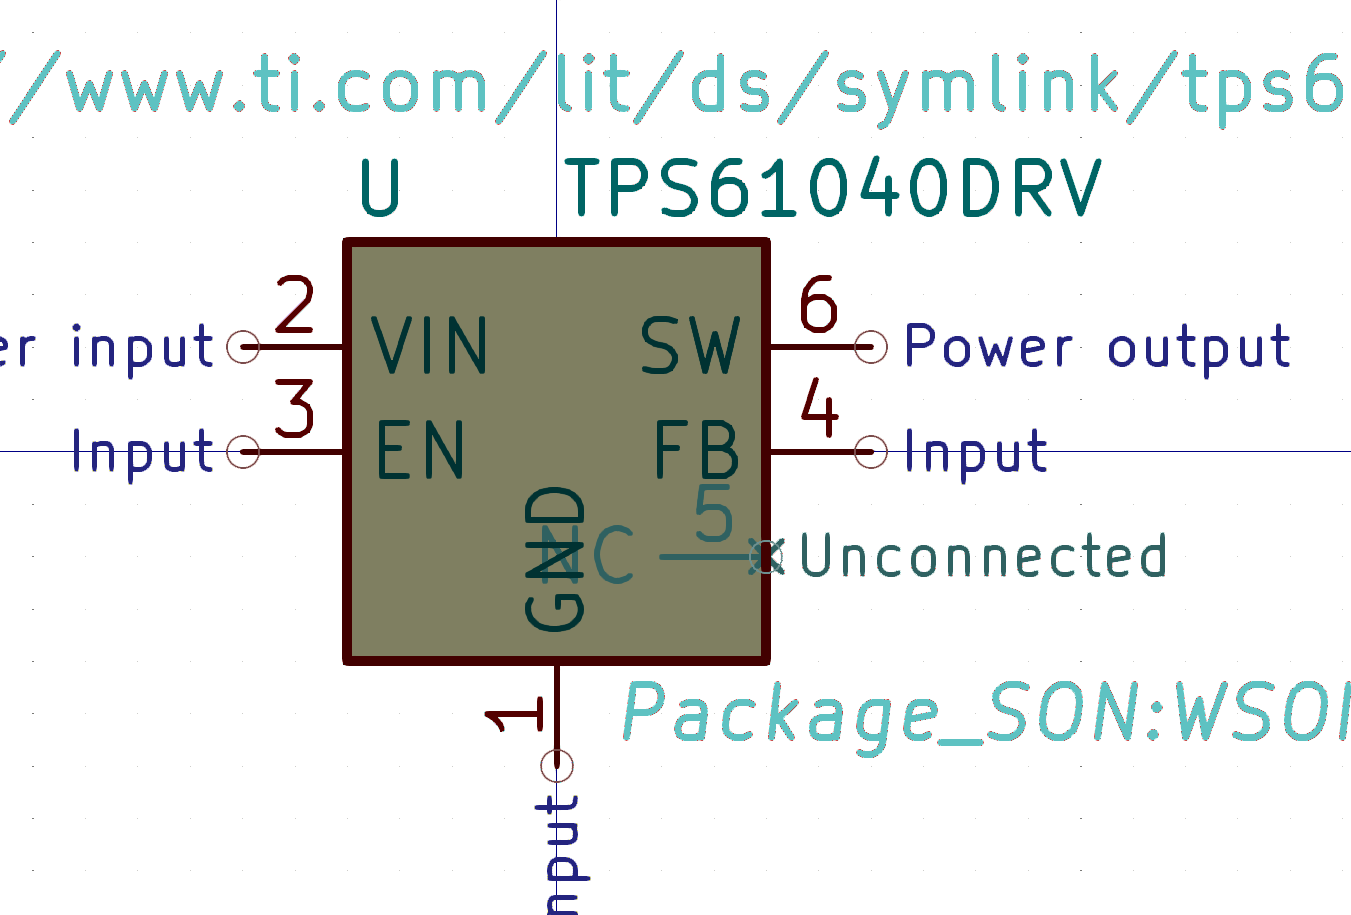 //www.ti.com/lit/ds/symlink/tps6
U TPS61040DRV
2 6
er input VIN SW Power output
3 4
Input EN FB Input
5
GND NC Unconnected
1
Package_SON:WSO
nput